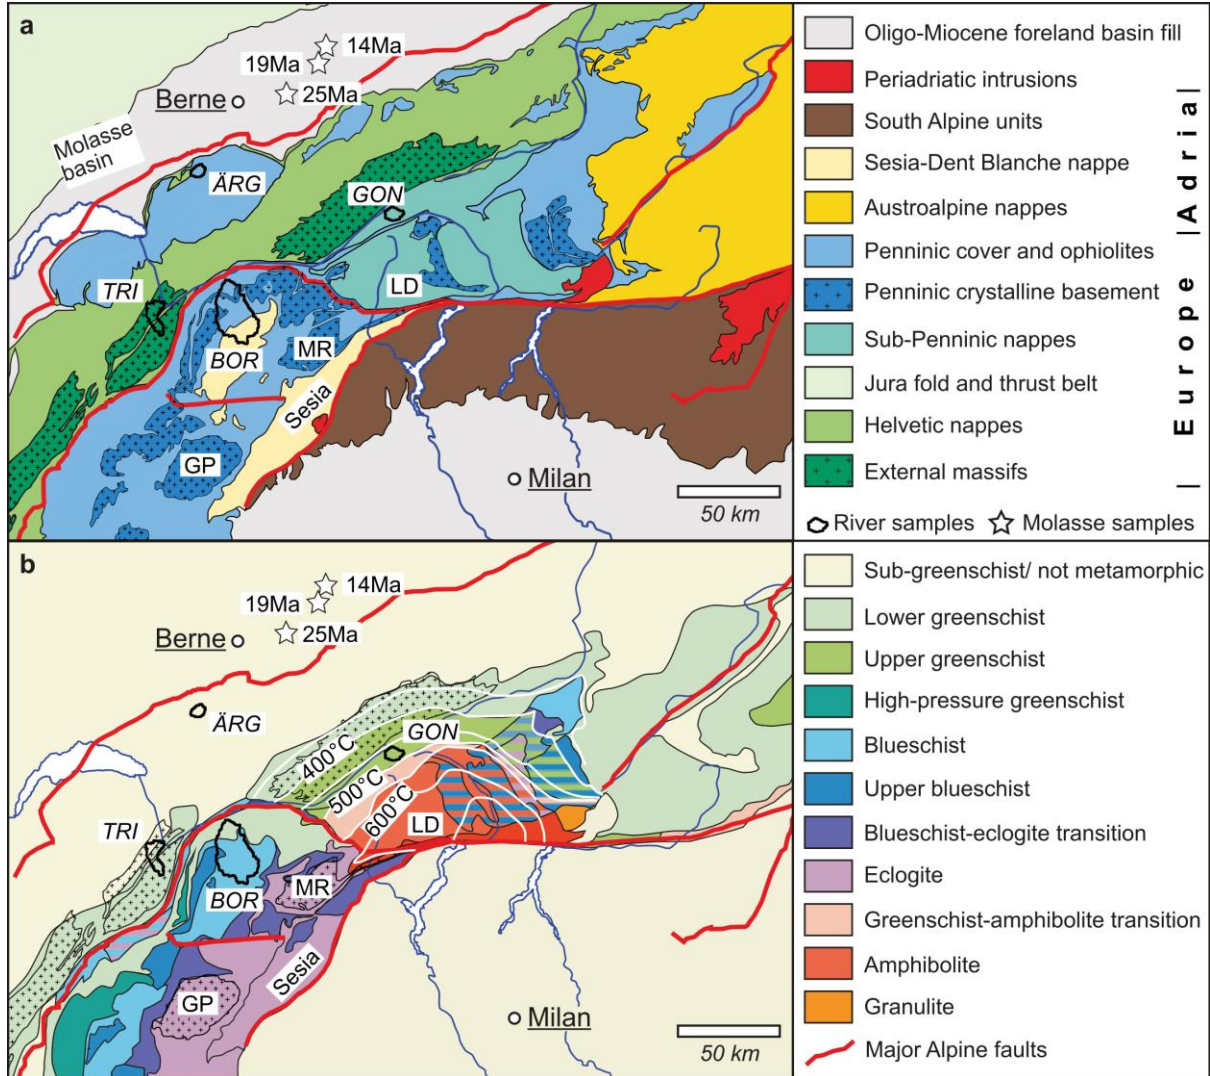 a
14Ma
19Ma
25Ma
Berne
Molasse
basin
ÄRG
GON
TRI
LD
BOR
MR
Sesia
GP
Milan
50 km
Oligo-Miocene foreland basin fill
Periadriatic intrusions
South Alpine units
Sesia-Dent Blanche nappe
Austroalpine nappes
Penninic cover and ophiolites
Penninic crystalline basement
Sub-Penninic nappes
Jura fold and thrust belt
Helvetic nappes
External massifs
River samples
Molasse samples
| Europe |Adria|
b
14Ma
19Ma
25Ma
Berne
ÄRG
GON
400°C
500°C
600°C
TRI
LD
BOR
MR
Sesia
GP
Milan
50 km
Sub-greenschist/ not metamorphic
Lower greenschist
Upper greenschist
High-pressure greenschist
Blueschist
Upper blueschist
Blueschist-eclogite transition
Eclogite
Greenschist-amphibolite transition
Amphibolite
Granulite
Major Alpine faults